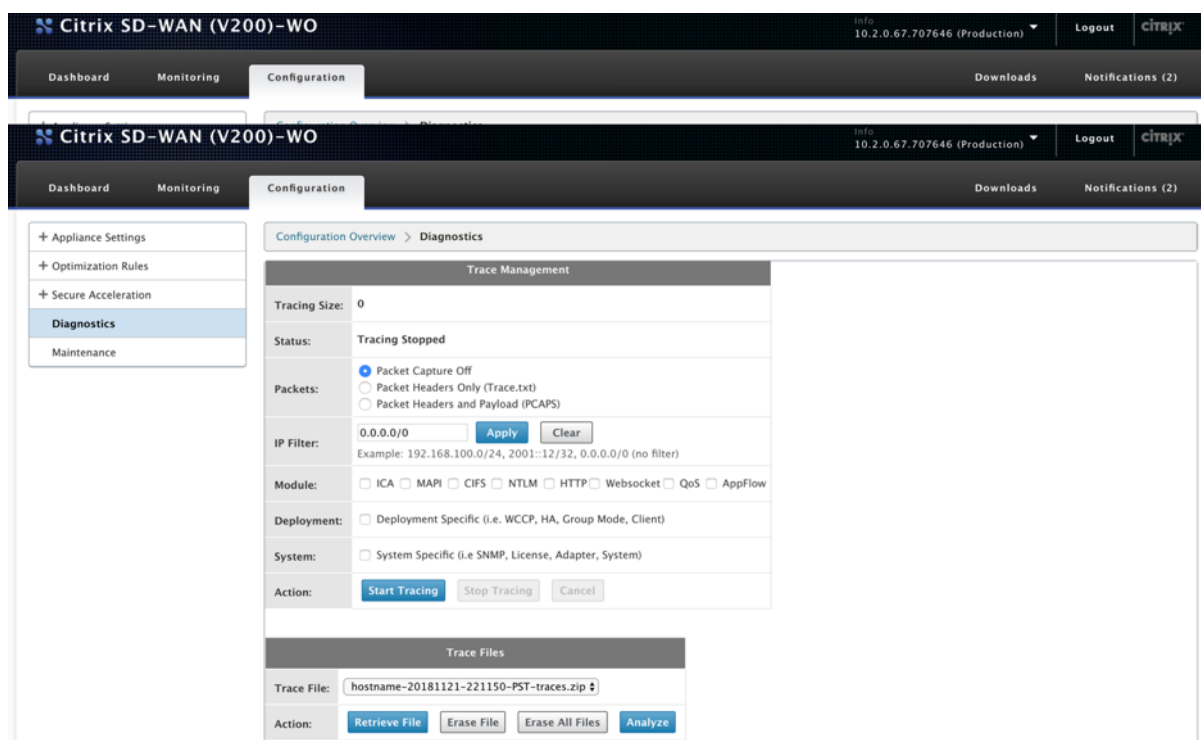 Citrix SD-WAN (V200)-WO
Info
10.2.0.67.707646 (Production)
Logout
CITRIX
Dashboard Monitoring Configuration Downloads Notifications (2)
Citrix SD-WAN (V200)-WO
Info
10.2.0.67.707646 (Production)
Logout
CITRIX
Dashboard Monitoring Configuration Downloads Notifications (2)
+ Appliance Settings
+ Optimization Rules
+ Secure Acceleration
Diagnostics
Maintenance
Configuration Overview > Diagnostics
Trace Management
Tracing Size: 0
Status: Tracing Stopped
Packets:
Packet Capture Off
Packet Headers Only (Trace.txt)
Packet Headers and Payload (PCAPS)
IP Filter:
0.0.0.0/0 Apply Clear
Example: 192.168.100.0/24, 2001::12/32, 0.0.0.0/0 (no filter)
Module: ICA MAPI CIFS NTLM HTTP Websocket QoS AppFlow
Deployment: Deployment Specific (i.e. WCCP, HA, Group Mode, Client)
System: System Specific (i.e SNMP, License, Adapter, System)
Action: Start Tracing Stop Tracing Cancel
Trace Files
Trace File: hostname-20181121-221150-PST-traces.zip
Action: Retrieve File Erase File Erase All Files Analyze